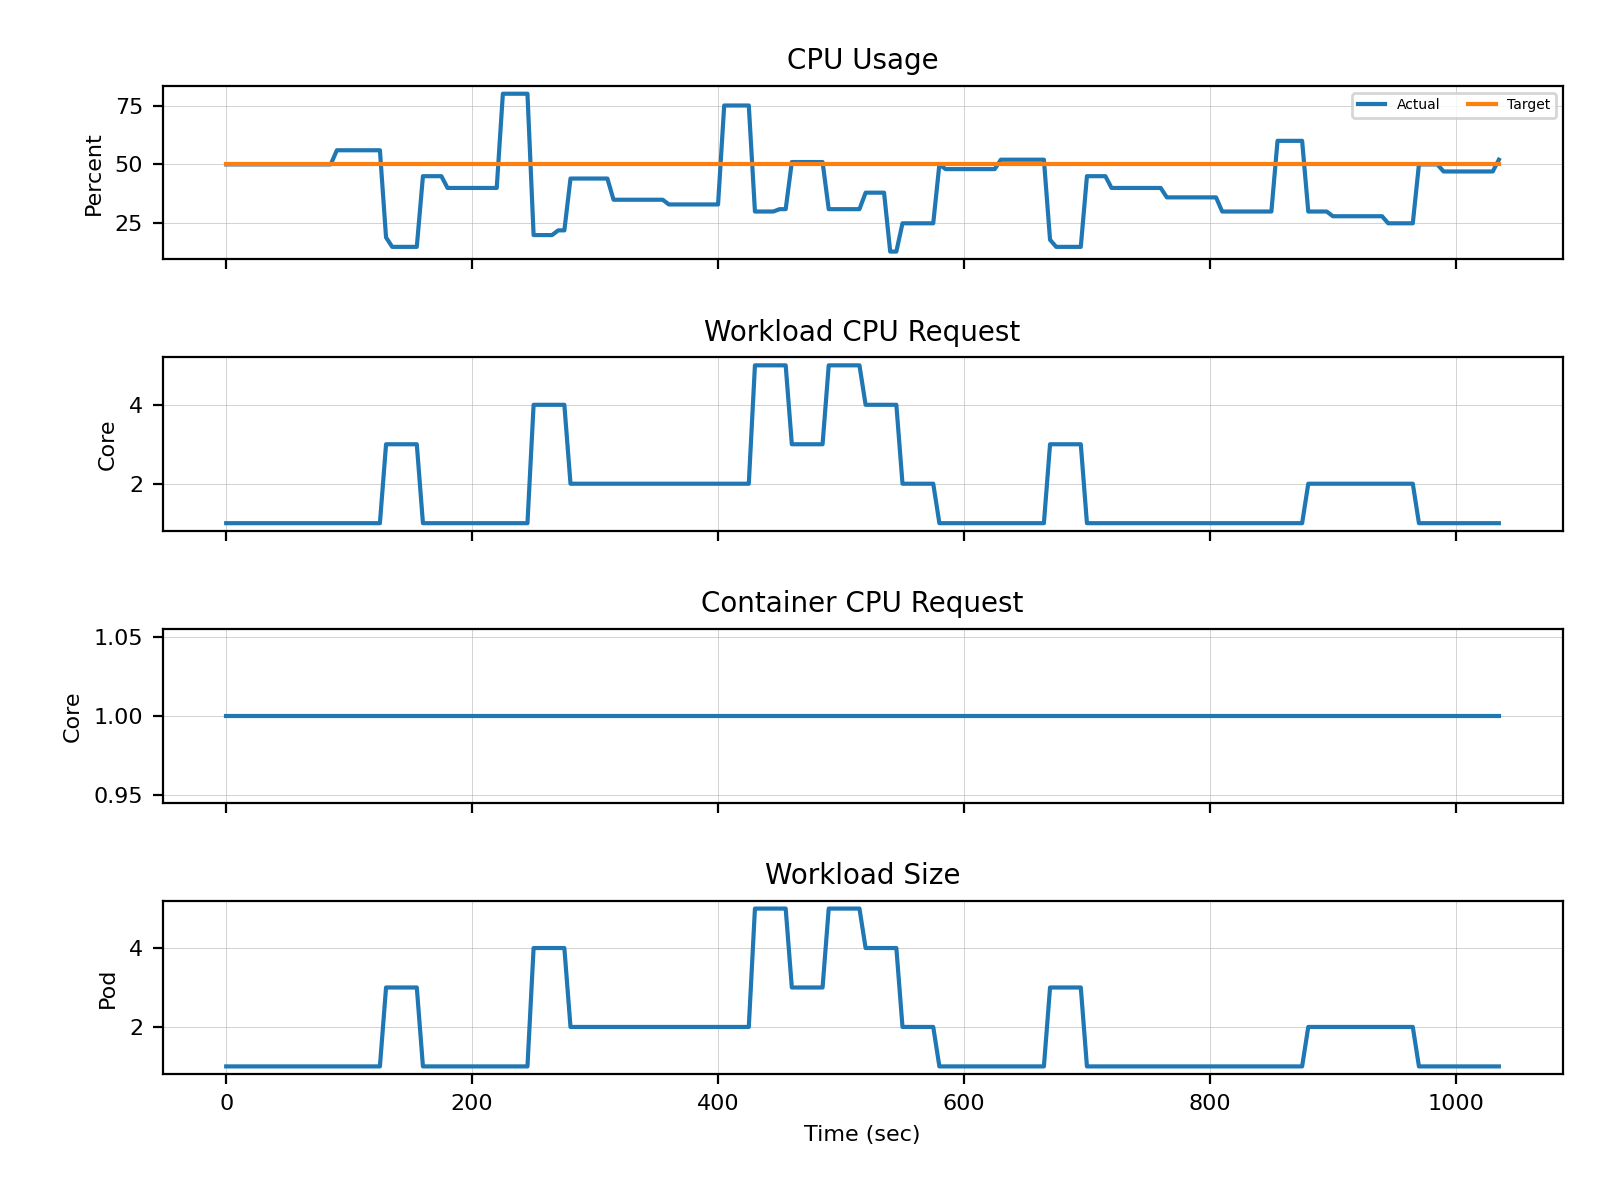 CPU Usage
75
50
25
Percent
Actual
Target
Workload CPU Request
4
2
Core
Container CPU Request
1.05
1.00
0.95
Core
Workload Size
4
2
Pod
0 200 400 600 800 1000
Time (sec)